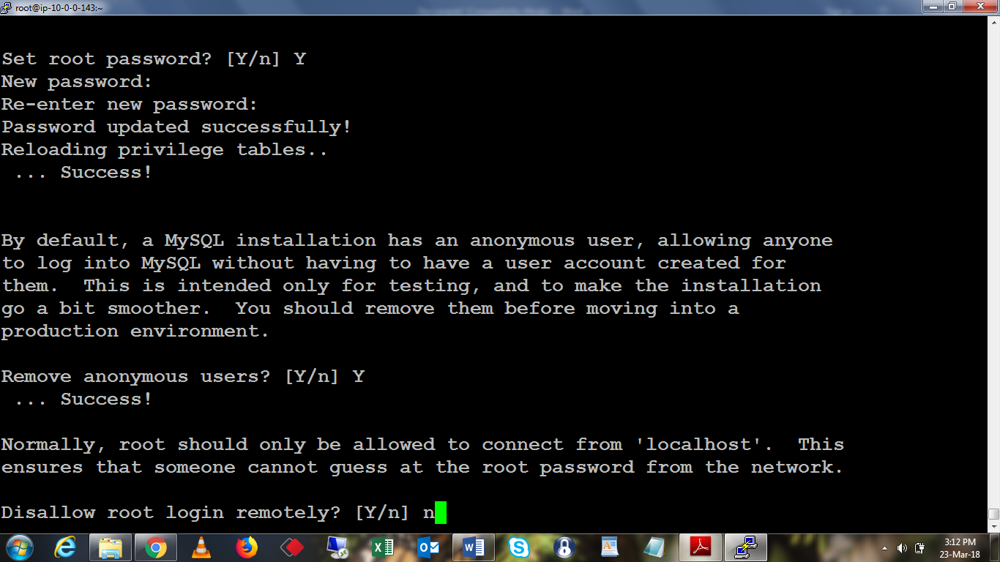 root@ip-10-0-0-143:~
Set root password? [Y/n] Y
New password:
Re-enter new password:
Password updated successfully!
Reloading privilege tables..
 ... Success!
By default, a MySQL installation has an anonymous user, allowing anyone
to log into MySQL without having to have a user account created for
them.  This is intended only for testing, and to make the installation
go a bit smoother.  You should remove them before moving into a
production environment.
Remove anonymous users? [Y/n] Y
 ... Success!
Normally, root should only be allowed to connect from 'localhost'.  This
ensures that someone cannot guess at the root password from the network.
Disallow root login remotely? [Y/n] n
3:12 PM
23-Mar-18